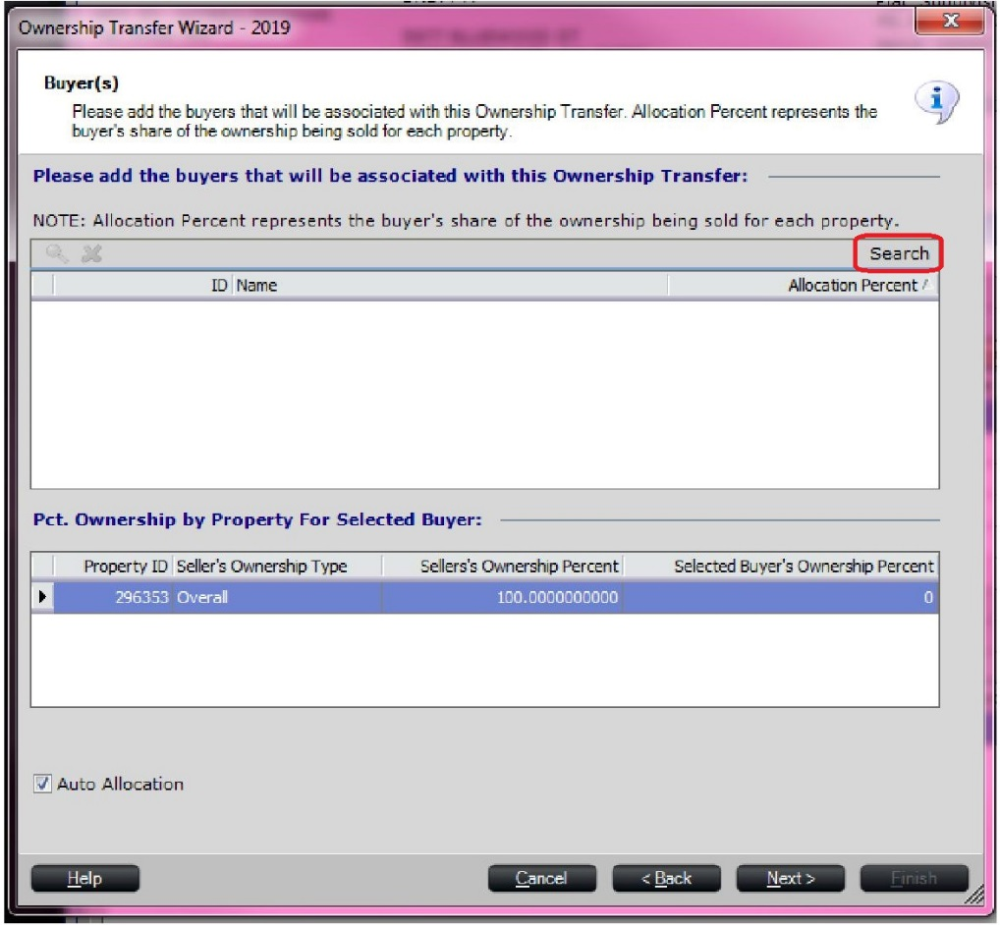 Ownership Transfer Wizard - 2019
Buyer(s)
Please add the buyers that will be associated with this Ownership Transfer. Allocation Percent represents the
buyer's share of the ownership being sold for each property.
Please add the buyers that will be associated with this Ownership Transfer:
NOTE: Allocation Percent represents the buyer's share of the ownership being sold for each property.
Search
ID Name Allocation Percent
Pct. Ownership by Property For Selected Buyer:
Property ID Seller's Ownership Type Sellers's Ownership Percent Selected Buyer's Ownership Percent
296353 Overall 100.0000000000 0
Auto Allocation
Help Cancel < Back Next > Finish